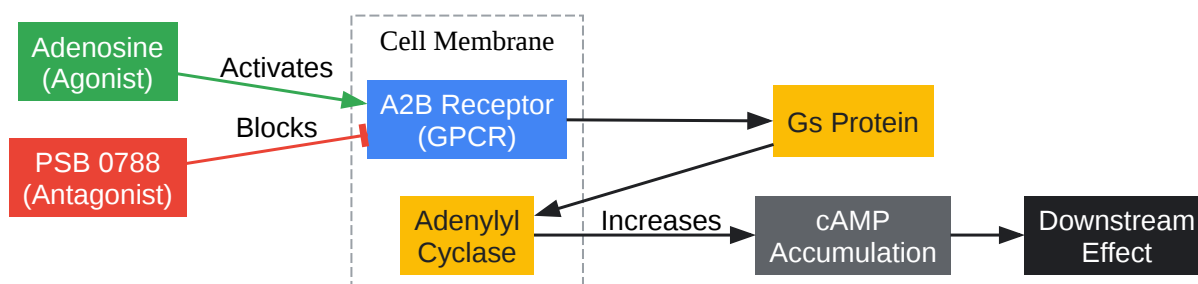 Adenosine
(Agonist)
Activates
Cell Membrane
A2B Receptor
(GPCR)
Gs Protein
Blocks
PSB 0788
(Antagonist)
Adenylyl
Cyclase
Increases
cAMP
Accumulation
Downstream
Effect